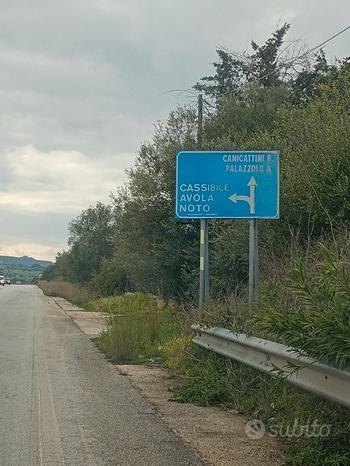 CANICATTINI B.
PALAZZOLO A.
CASSIBILE
AVOLA
NOTO
subito